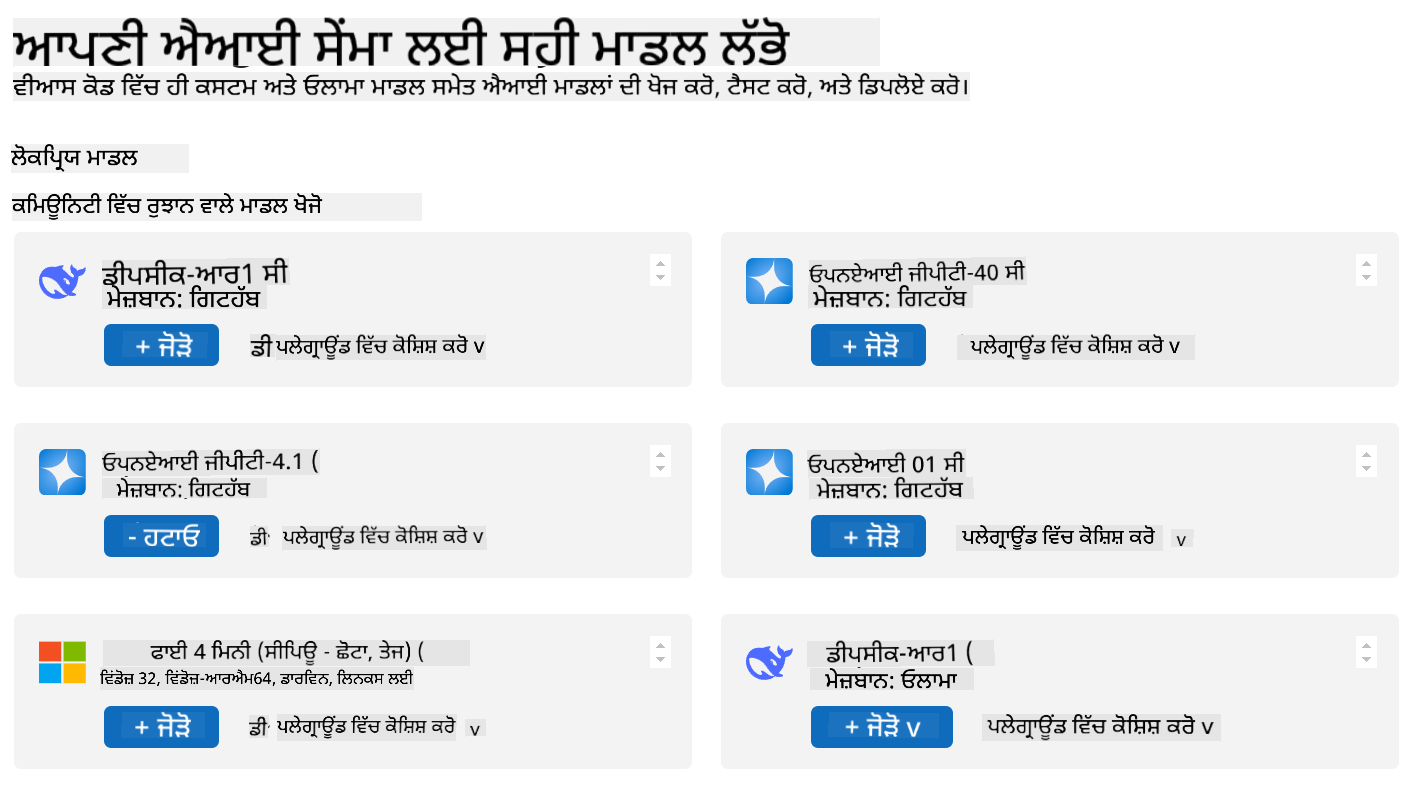 ਆਪਣੀ ਐਆਈ ਸੇਂਮਾ ਲਈ ਸਹੀ ਮਾਡਲ ਲੱਭੋ
ਵੀਆਸ ਕੋਡ ਵਿੱਚ ਹੀ ਕਸਟਮ ਅਤੇ ਓਲਾਮਾ ਮਾਡਲ ਸਮੇਤ ਐਆਈ ਮਾਡਲਾਂ ਦੀ ਖੋਜ ਕਰੋ, ਟੈਸਟ ਕਰੋ, ਅਤੇ ਡਿਪਲੋਏ ਕਰੋ।
ਲੋਕਪ੍ਰਿਯ ਮਾਡਲ
ਕਮਿਊਨਿਟੀ ਵਿੱਚ ਰੁਝਾਨ ਵਾਲੇ ਮਾਡਲ ਖੋਜੋ
ਡੀਪਸੀਕ-ਆਰ1 ਸੀ
ਮੇਜ਼ਬਾਨ: ਗਿਟਹੱਬ
+ ਜੋੜੋ ਡੀ ਪਲੇਗ੍ਰਾਊਂਡ ਵਿੱਚ ਕੋਸ਼ਿਸ਼ ਕਰੋ v
ਓਪਨਏਆਈ ਜੀਪੀਟੀ-40 ਸੀ
ਮੇਜ਼ਬਾਨ: ਗਿਟਹੱਬ
+ ਜੋੜੋ ਪਲੇਗ੍ਰਾਊਂਡ ਵਿੱਚ ਕੋਸ਼ਿਸ਼ ਕਰੋ v
ਓਪਨਏਆਈ ਜੀਪੀਟੀ-4.1 (
ਮੇਜ਼ਬਾਨ: ਗਿਟਹੱਬ
- ਹਟਾਓ ਡੀ ਪਲੇਗ੍ਰਾਊਂਡ ਵਿੱਚ ਕੋਸ਼ਿਸ਼ ਕਰੋ v
ਓਪਨਏਆਈ 01 ਸੀ
ਮੇਜ਼ਬਾਨ: ਗਿਟਹੱਬ
+ ਜੋੜੋ ਪਲੇਗ੍ਰਾਊਂਡ ਵਿੱਚ ਕੋਸ਼ਿਸ਼ ਕਰੋ v
ਫਾਈ 4 ਮਿਨੀ (ਸੀਪਿਊ - ਛੋਟਾ, ਤੇਜ) (
ਵਿੰਡੋਜ਼ 32, ਵਿੰਡੋਜ਼-ਆਰਐਮ64, ਡਾਰਵਿਨ, ਲਿਨਕਸ ਲਈ
+ ਜੋੜੋ ਡੀ ਪਲੇਗ੍ਰਾਊਂਡ ਵਿੱਚ ਕੋਸ਼ਿਸ਼ ਕਰੋ v
ਡੀਪਸੀਕ-ਆਰ1 (
ਮੇਜ਼ਬਾਨ: ਓਲਾਮਾ
+ ਜੋੜੋ v ਪਲੇਗ੍ਰਾਊਂਡ ਵਿੱਚ ਕੋਸ਼ਿਸ਼ ਕਰੋ v